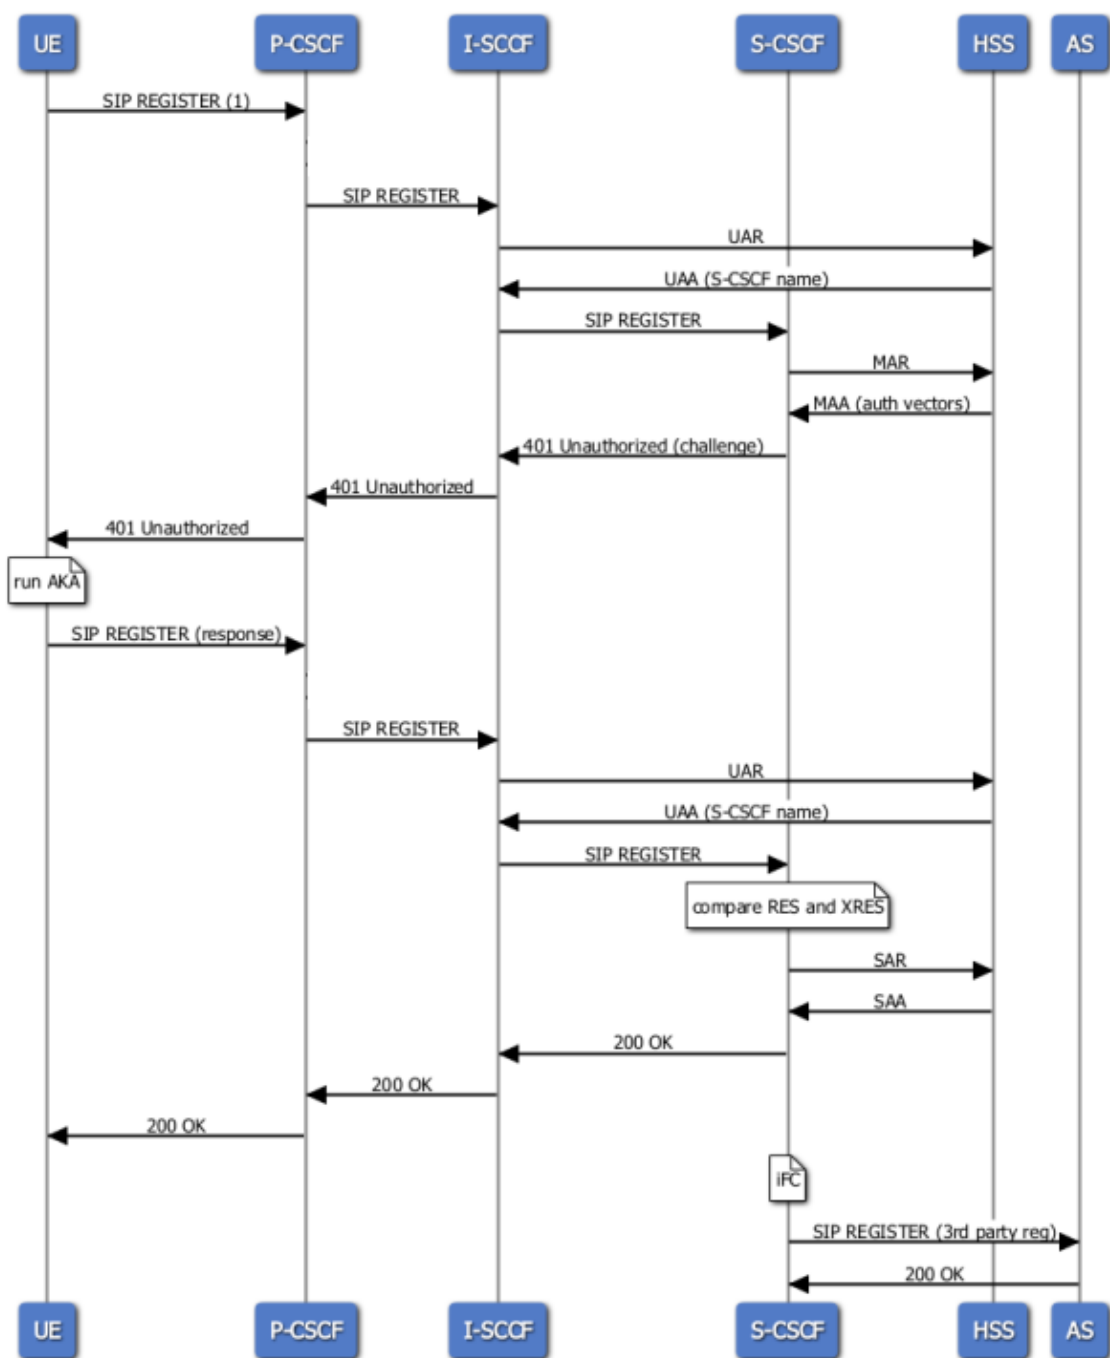 UE
P-CSCF
I-SCCF
S-CSCF
HSS
AS
SIP REGISTER (1)
SIP REGISTER
UAR
UAA (S-CSCF name)
SIP REGISTER
MAR
MAA (auth vectors)
401 Unauthorized (challenge)
401 Unauthorized
401 Unauthorized
run AKA
SIP REGISTER (response)
SIP REGISTER
UAR
UAA (S-CSCF name)
SIP REGISTER
compare RES and XRES
SAR
SAA
200 OK
200 OK
200 OK
iFC
SIP REGISTER (3rd party reg)
200 OK
UE
P-CSCF
I-SCCF
S-CSCF
HSS
AS